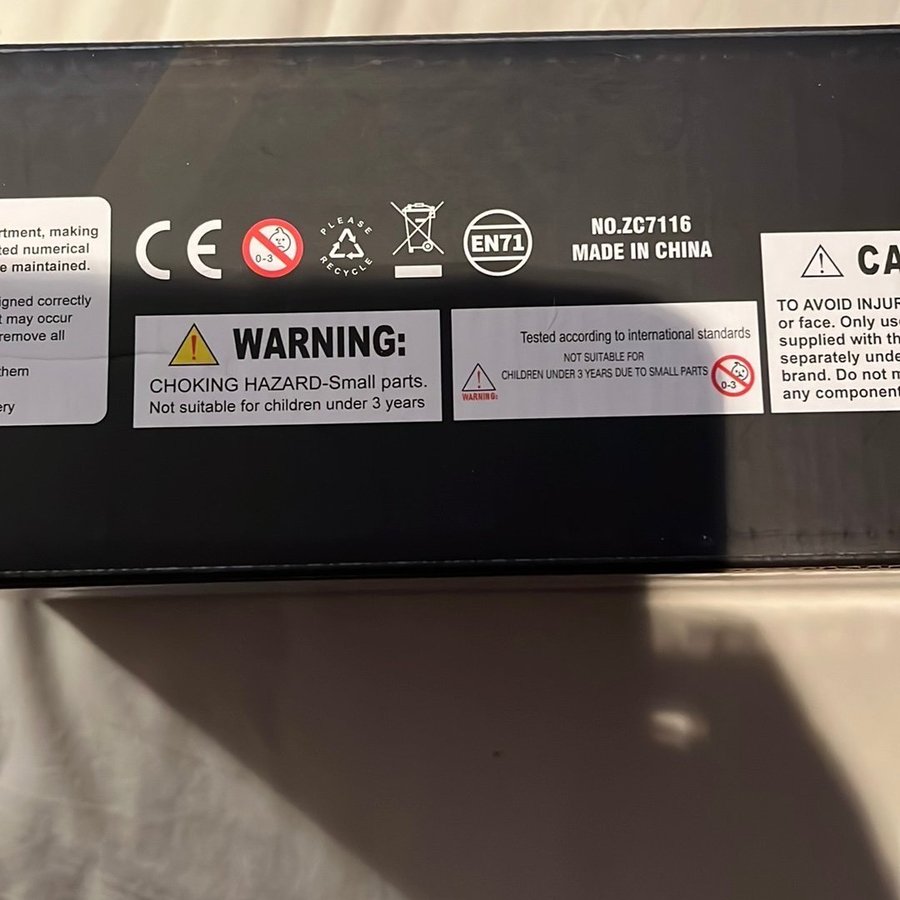 rtment, making
ted numerical
e maintained.
igned correctly
t may occur
remove all
them
ery
CE
0-3
PLEASE
RECYCLE
EN71
NO.ZC7116
MADE IN CHINA
WARNING:
CHOKING HAZARD-Small parts.
Not suitable for children under 3 years
Tested according to international standards
NOT SUITABLE FOR
CHILDREN UNDER 3 YEARS DUE TO SMALL PARTS
WARNING:
0-3
CA
TO AVOID INJUR
or face. Only us
supplied with th
separately unde
brand. Do not m
any component